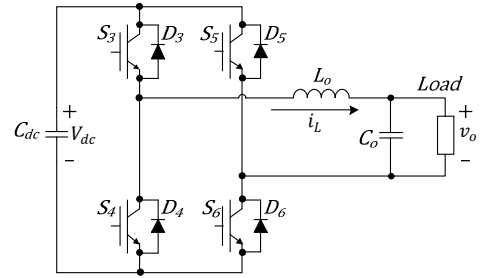 S3 D3 S5 D5
Lo Load
+ +
Cdc Vdc iL Co vo
− −
S4 D4 S6 D6